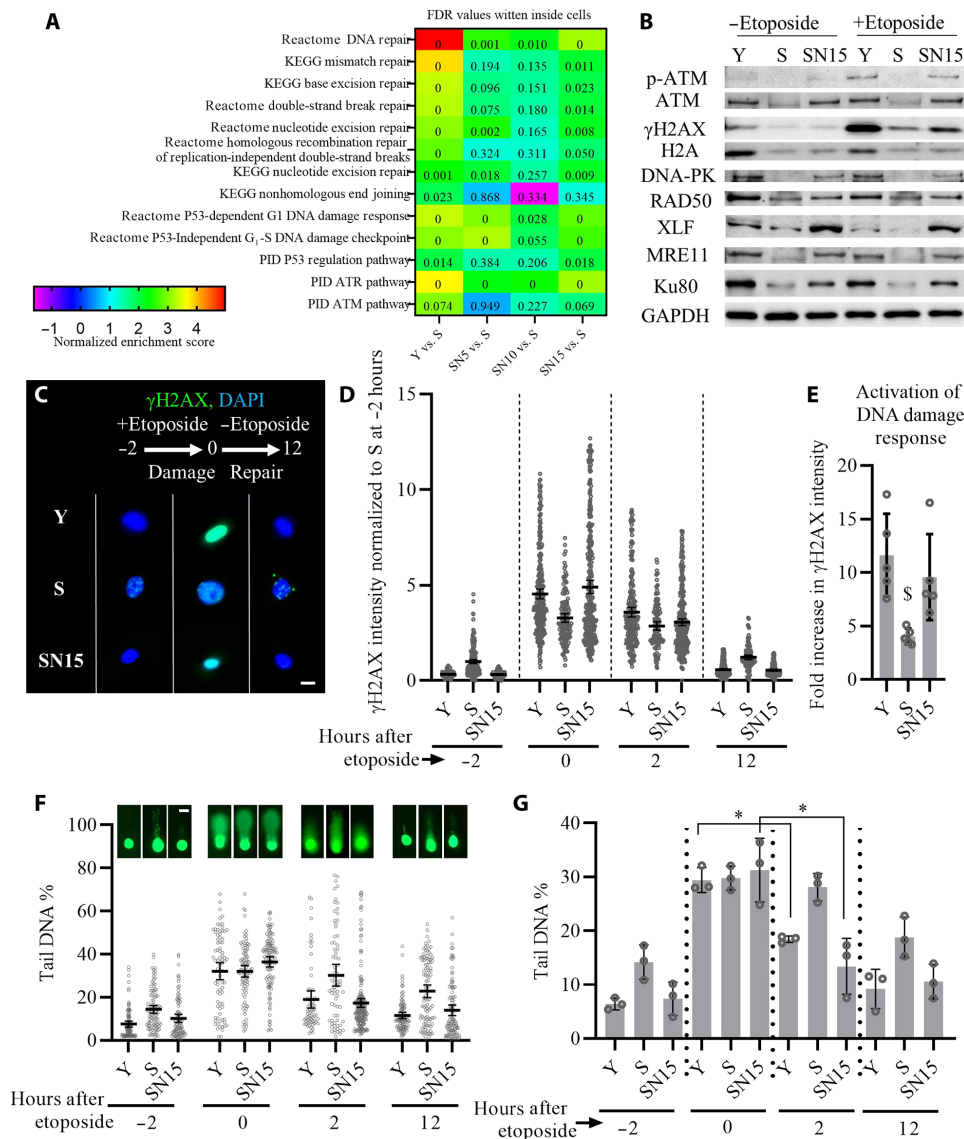 A
FDR values witten inside cells
Reactome DNA repair
0 0.001 0.010 0
KEGG mismatch repair
0 0.194 0.135 0.011
KEGG base excision repair
0 0.096 0.151 0.023
Reactome double-strand break repair
0 0.075 0.180 0.014
Reactome nucleotide excision repair
0 0.002 0.165 0.008
Reactome homologous recombination repair
of replication-independent double-strand breaks
0 0.324 0.311 0.050
KEGG nucleotide excision repair
0.001 0.018 0.257 0.009
KEGG nonhomologous end joining
0.023 0.868 0.334 0.345
Reactome P53-dependent G1 DNA damage response
0 0 0.028 0
Reactome P53-Independent G₁-S DNA damage checkpoint
0 0 0.055 0
PID P53 regulation pathway
0.014 0.384 0.206 0.018
PID ATR pathway
0 0 0 0
PID ATM pathway
0.074 0.949 0.227 0.069
−1 0 1 2 3 4
Normalized enrichment score
Y vs. S
SN5 vs. S
SN10 vs. S
SN15 vs. S
B
−Etoposide +Etoposide
Y S SN15 Y S SN15
p-ATM
ATM
γH2AX
H2A
DNA-PK
RAD50
XLF
MRE11
Ku80
GAPDH
C
γH2AX, DAPI
+Etoposide −Etoposide
−2 0 12
Damage Repair
Y
S
SN15
D
γH2AX intensity normalized to S at −2 hours
15
10
5
0
Y S SN15 Y S SN15 Y S SN15 Y S SN15
Hours after
etoposide
−2 0 2 12
E
Activation of
DNA damage
response
Fold increase in γH2AX intensity
20
15
10
5
0
$
Y S SN15
F
Tail DNA %
100
80
60
40
20
0
Y S SN15 Y S SN15 Y S SN15 Y S SN15
Hours after
etoposide
−2 0 2 12
G
Tail DNA %
40
30
20
10
0
* *
Y S SN15 Y S SN15 Y S SN15 Y S SN15
Hours after
etoposide
−2 0 2 12